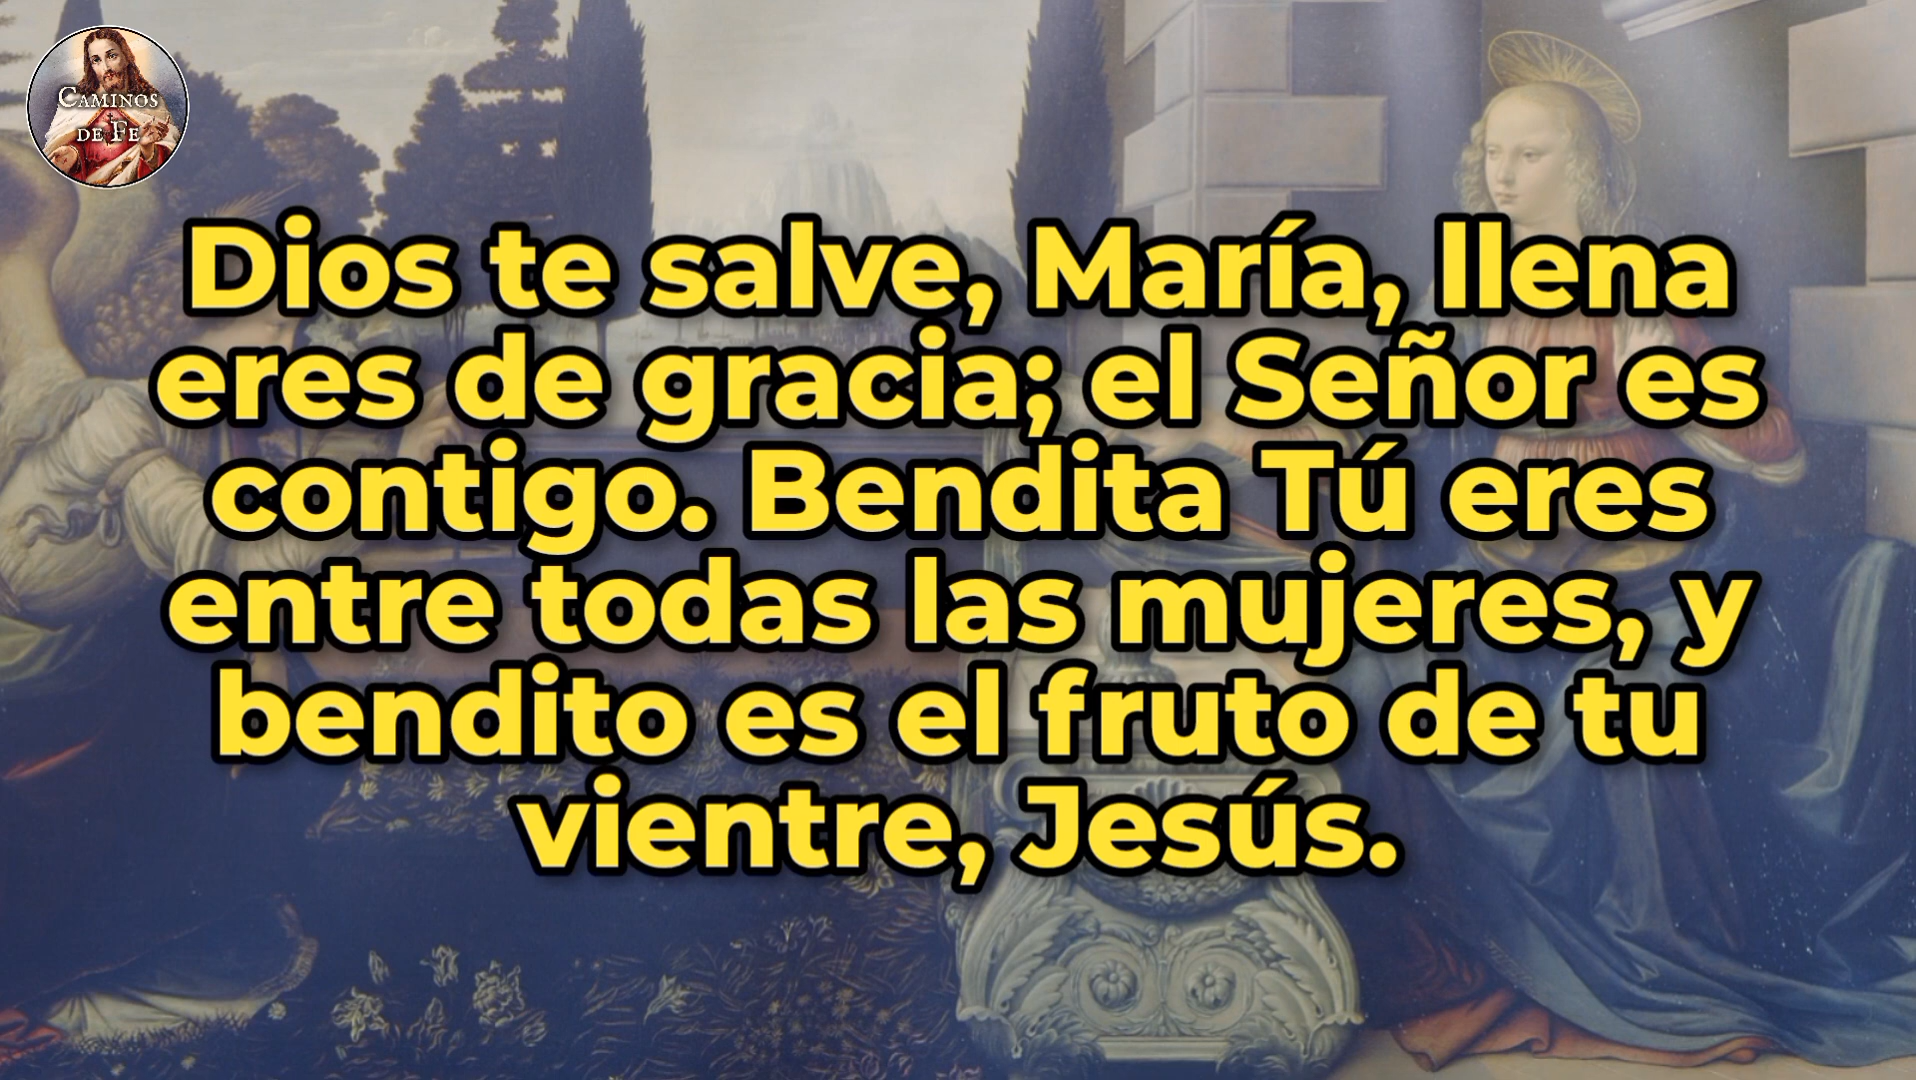 CAMINOS
DE FE
Dios te salve, María, llena
eres de gracia; el Señor es
contigo. Bendita Tú eres
entre todas las mujeres, y
bendito es el fruto de tu
vientre, Jesús.